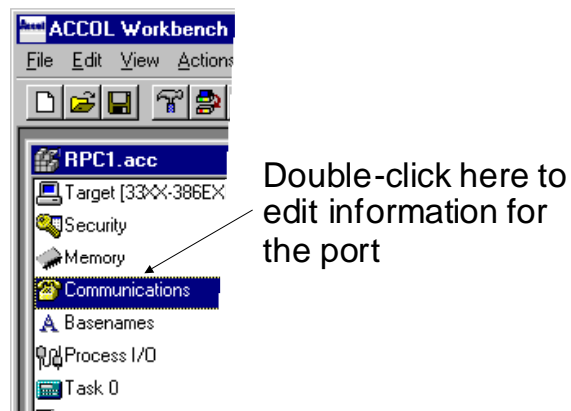 Accol ACCOL Workbench
File Edit View Actions
RPC1.acc
Target [33XX-386EX
Security
Memory
Communications
A Basenames
Process I/O
Task 0
Double-click here to
edit information for
the port